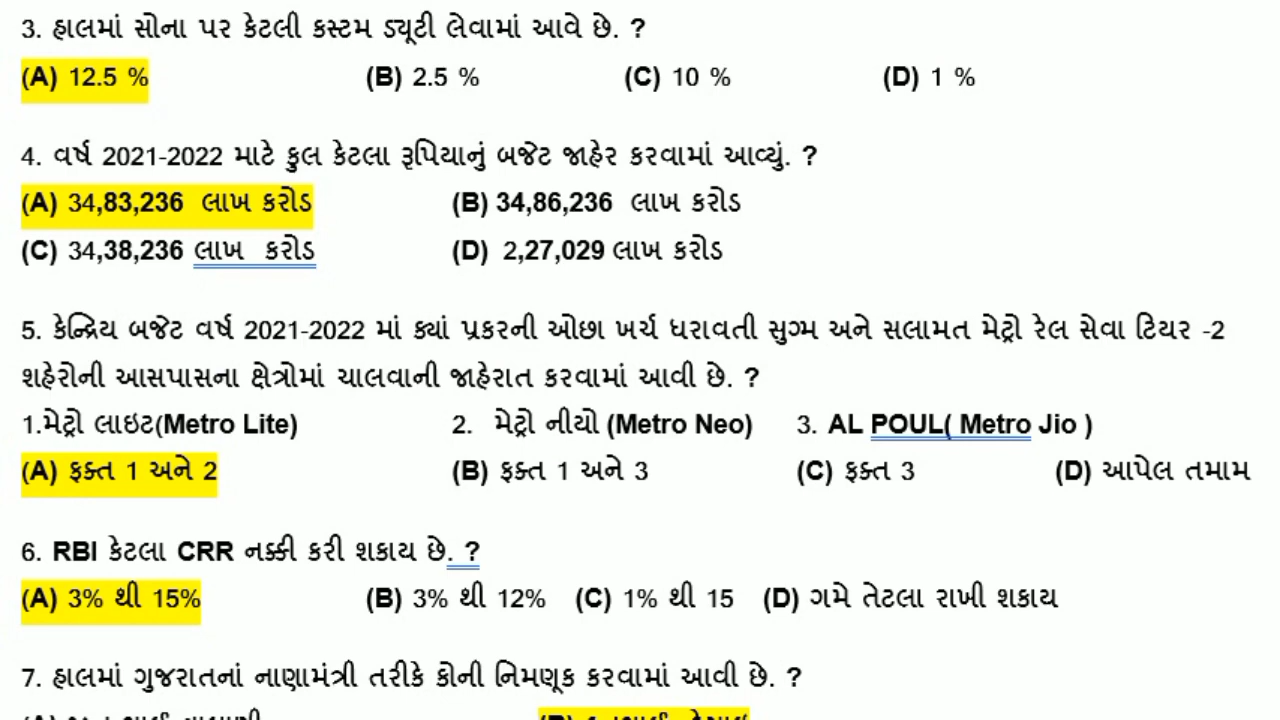 3. હાલમાં સોના પર કેટલી કસ્ટમ ડ્યૂટી લેવામાં આવે છે. ?
(A) 12.5 % (B) 2.5 % (C) 10 % (D) 1 %
4. વર્ષ 2021-2022 માટે કુલ કેટલા રૂપિયાનું બજેટ જાહેર કરવામાં આવ્યું. ?
(A) 34,83,236 લાખ કરોડ (B) 34,86,236 લાખ કરોડ
(C) 34,38,236 લાખ કરોડ (D) 2,27,029 લાખ કરોડ
5. કેન્દ્રિય બજેટ વર્ષ 2021-2022 માં ક્યાં પ્રકરની ઓછા ખર્ચ ધરાવતી સુગ્મ અને સલામત મેટ્રો રેલ સેવા ટિયર -2
શહેરોની આસપાસના ક્ષેત્રોમાં ચાલવાની જાહેરાત કરવામાં આવી છે. ?
1.મેટ્રો લાઇટ(Metro Lite) 2. મેટ્રો નીયો (Metro Neo) 3. AL POUL( Metro Jio )
(A) ફક્ત 1 અને 2 (B) ફક્ત 1 અને 3 (C) ફક્ત 3 (D) આપેલ તમામ
6. RBI કેટલા CRR નક્કી કરી શકાય છે. ?
(A) 3% થી 15% (B) 3% થી 12% (C) 1% થી 15 (D) ગમે તેટલા રાખી શકાય
7. હાલમાં ગુજરાતનાં નાણામંત્રી તરીકે કોની નિમણૂક કરવામાં આવી છે. ?